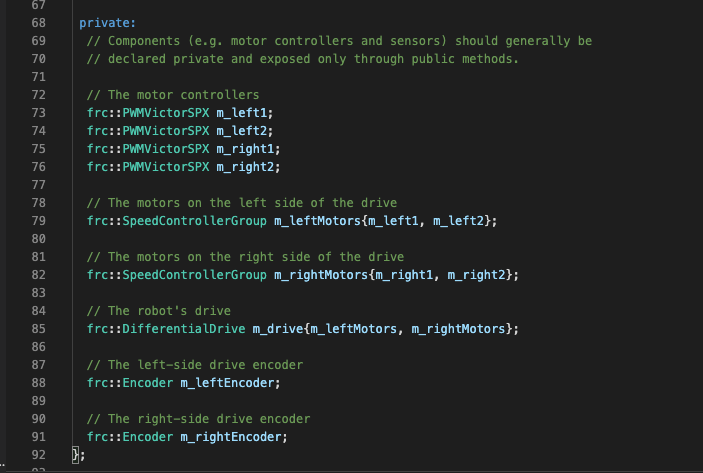 67
68 private:
69 // Components (e.g. motor controllers and sensors) should generally be
70 // declared private and exposed only through public methods.
71
72 // The motor controllers
73 frc::PWMVictorSPX m_left1;
74 frc::PWMVictorSPX m_left2;
75 frc::PWMVictorSPX m_right1;
76 frc::PWMVictorSPX m_right2;
77
78 // The motors on the left side of the drive
79 frc::SpeedControllerGroup m_leftMotors{m_left1, m_left2};
80
81 // The motors on the right side of the drive
82 frc::SpeedControllerGroup m_rightMotors{m_right1, m_right2};
83
84 // The robot's drive
85 frc::DifferentialDrive m_drive{m_leftMotors, m_rightMotors};
86
87 // The left-side drive encoder
88 frc::Encoder m_leftEncoder;
89
90 // The right-side drive encoder
91 frc::Encoder m_rightEncoder;
92 };